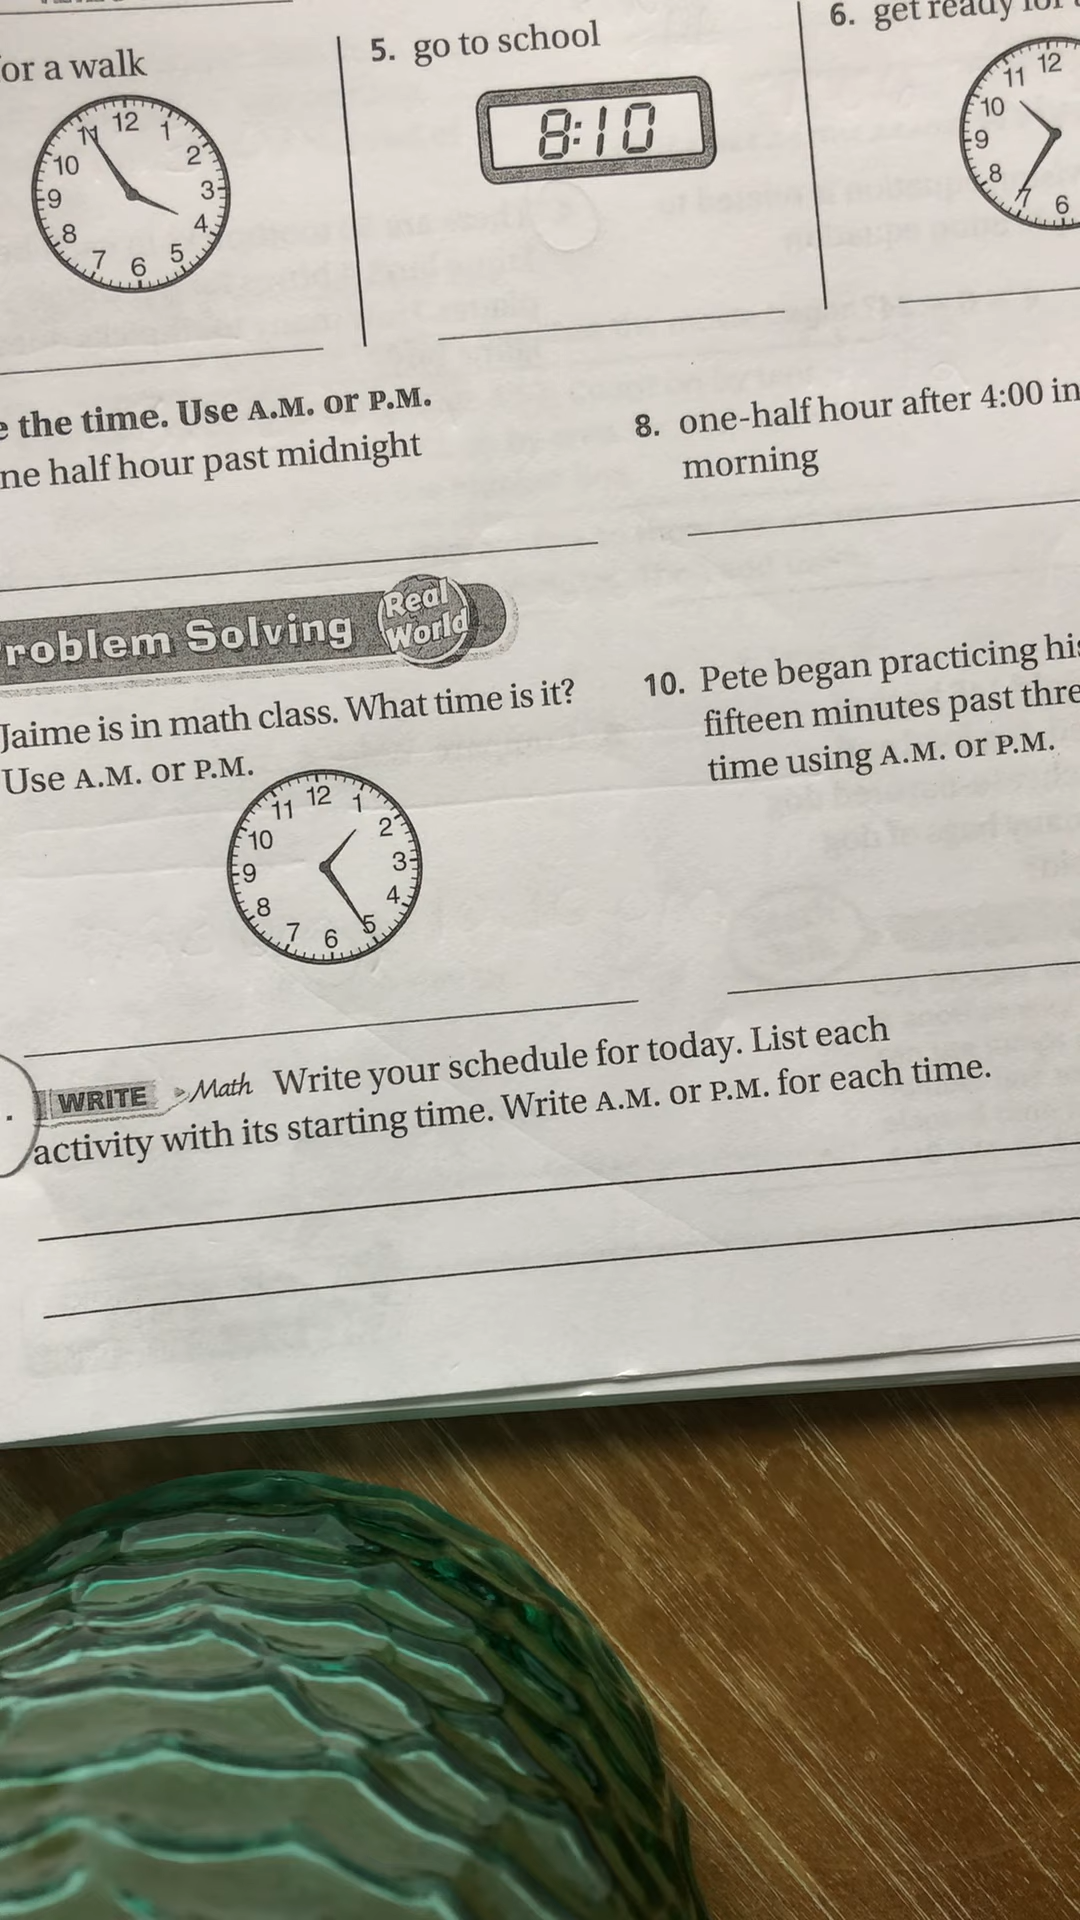 or a walk
12 1 2 3 4 5 6 7 8 9 10 11
5. go to school
8:10
6. get ready
12 11 10 9 8 7 6
the time. Use A.M. or P.M.
half hour past midnight
8. one-half hour after 4:00 in
morning
Problem Solving Real World
Jaime is in math class. What time is it?
Use A.M. or P.M.
12 1 2 3 4 5 6 7 8 9 10 11
10. Pete began practicing his
fifteen minutes past
time using A.M. or P.M.
WRITE Math Write your schedule for today. List each
activity with its starting time. Write A.M. or P.M. for each time.